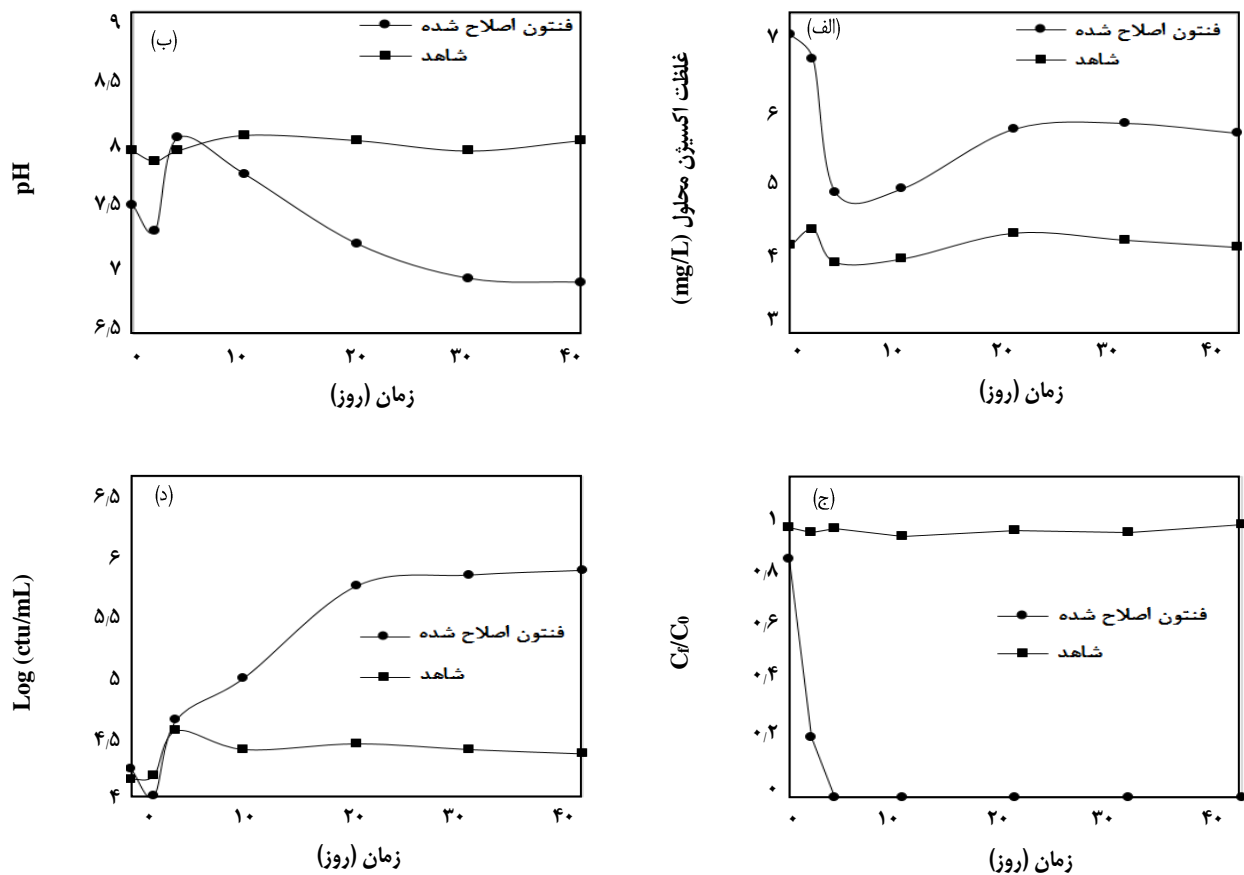 (الف)
فنتون اصلاح شده
شاهد
غلظت اکسیژن محلول (mg/L)
۷
۶
۵
۴
۳
۰ ۱۰ ۲۰ ۳۰ ۴۰
زمان (روز)
(ب)
فنتون اصلاح شده
شاهد
pH
۹
۸٫۵
۸
۷٫۵
۷
۶٫۵
۰ ۱۰ ۲۰ ۳۰ ۴۰
زمان (روز)
(ج)
فنتون اصلاح شده
شاهد
Cf/C0
۱
۰٫۸
۰٫۶
۰٫۴
۰٫۲
۰
۰ ۱۰ ۲۰ ۳۰ ۴۰
زمان (روز)
(د)
فنتون اصلاح شده
شاهد
Log (ctu/mL)
۶٫۵
۶
۵٫۵
۵
۴٫۵
۴
۰ ۱۰ ۲۰ ۳۰ ۴۰
زمان (روز)